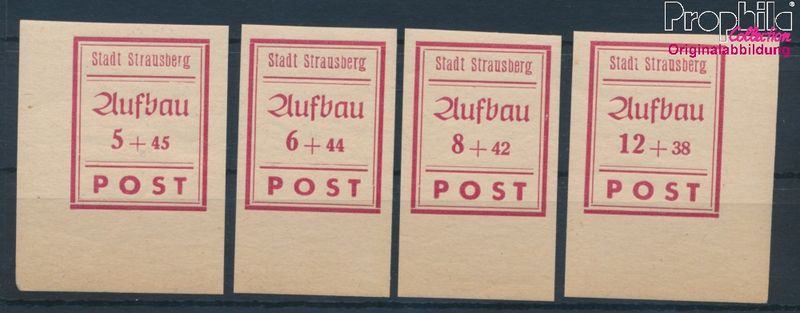 Prophila
Collection
Originalabbildung
Stadt Strausberg
Aufbau
5 + 45
POST
Stadt Strausberg
Aufbau
6 + 44
POST
Stadt Strausberg
Aufbau
8 + 42
POST
Stadt Strausberg
Aufbau
12 + 38
POST